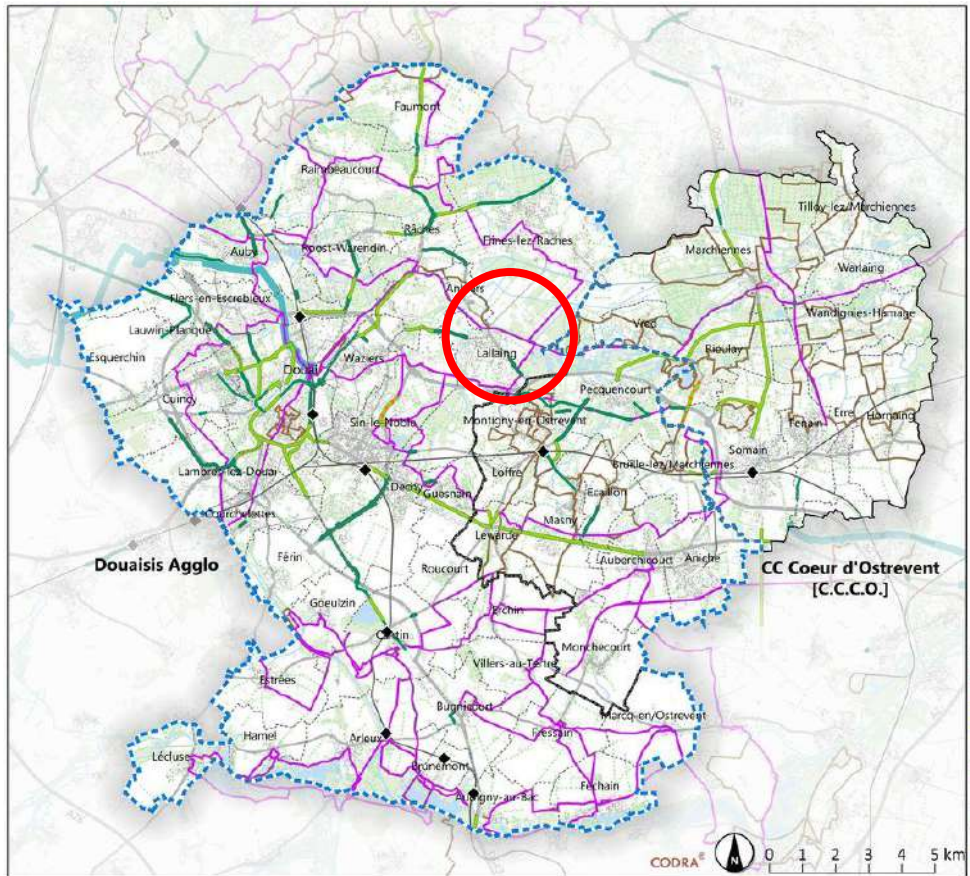 Faumont
Raimbeaucourt
Râches
Roost-Warendin
Auby
Flines-lez-Raches
Tilloy-lez/Marchiennes
Marchiennes
Warlaing
Anhiers
Flers-en-Escrebieux
Lauwin-Planque
Vred
Wandignies-Hamage
Esquerchin
Waziers
Lallaing
Rieulay
Douai
Pecquencourt
Cuincy
Erre
Hornaing
Fenain
Sin-le-Noble
Montigny-en-Ostrevent
Somain
Lambres-lez-Douai
Loffre
Bruille-lez/Marchiennes
Dechy
Guesnain
Ecaillon
Courchelettes
Masny
Lewarde
Férin
Auberchicourt
Aniche
Douaisis Agglo
Roucourt
CC Coeur d'Ostrevent
[C.C.C.O.]
Goeulzin
Erchin
Cantin
Monchecourt
Villers-au-Tertre
Estrées
Bugnicourt
Marcq-en/Ostrevent
Hamel
Arleux
Fressain
Lécluse
Brunemont
Féchain
Aubigny-au-Bac
CODRA
N
0 1 2 3 4 5 km